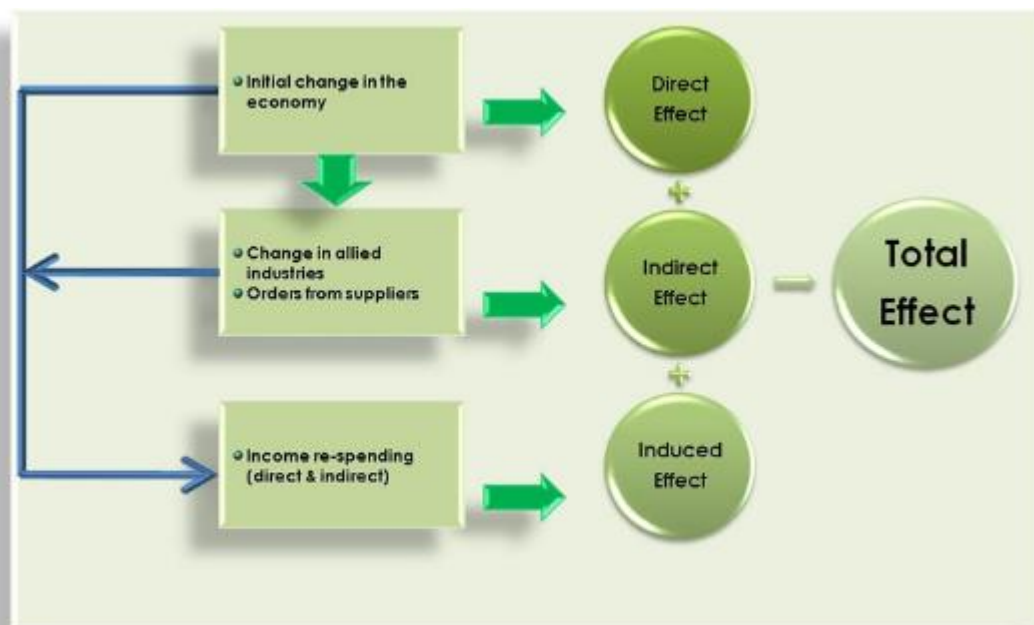 Initial change in the
economy
Direct
Effect
+
Change in allied
industries
Orders from suppliers
Indirect
Effect
Total
Effect
+
Income re-spending
(direct & indirect)
Induced
Effect